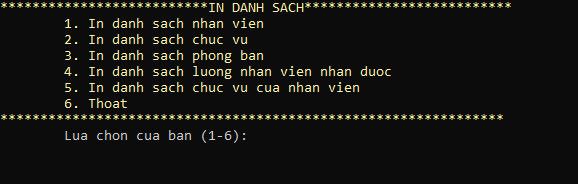 **************************IN DANH SACH**************************
1. In danh sach nhan vien
2. In danh sach chuc vu
3. In danh sach phong ban
4. In danh sach luong nhan vien nhan duoc
5. In danh sach chuc vu cua nhan vien
6. Thoat
***************************************************************
Lua chon cua ban (1-6):